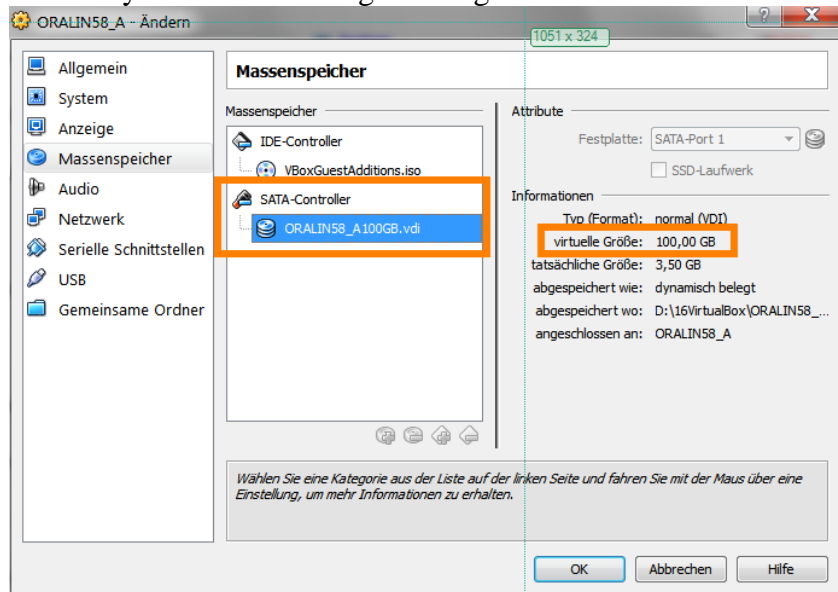 ORALIN58_A - Ändern
1051 x 324
Allgemein
System
Anzeige
Massenspeicher
Audio
Netzwerk
Serielle Schnittstellen
USB
Gemeinsame Ordner
Massenspeicher
Massenspeicher
IDE-Controller
VBoxGuestAdditions.iso
SATA-Controller
ORALIN58_A100GB.vdi
Attribute
Festplatte: SATA-Port 1
SSD-Laufwerk
Informationen
Typ (Format): normal (VDI)
virtuelle Größe: 100,00 GB
tatsächliche Größe: 3,50 GB
abgespeichert wie: dynamisch belegt
abgespeichert wo: D:\16VirtualBox\ORALIN58_...
angeschlossen an: ORALIN58_A
Wählen Sie eine Kategorie aus der Liste auf der linken Seite und fahren Sie mit der Maus über eine
Einstellung, um mehr Informationen zu erhalten.
OK
Abbrechen
Hilfe